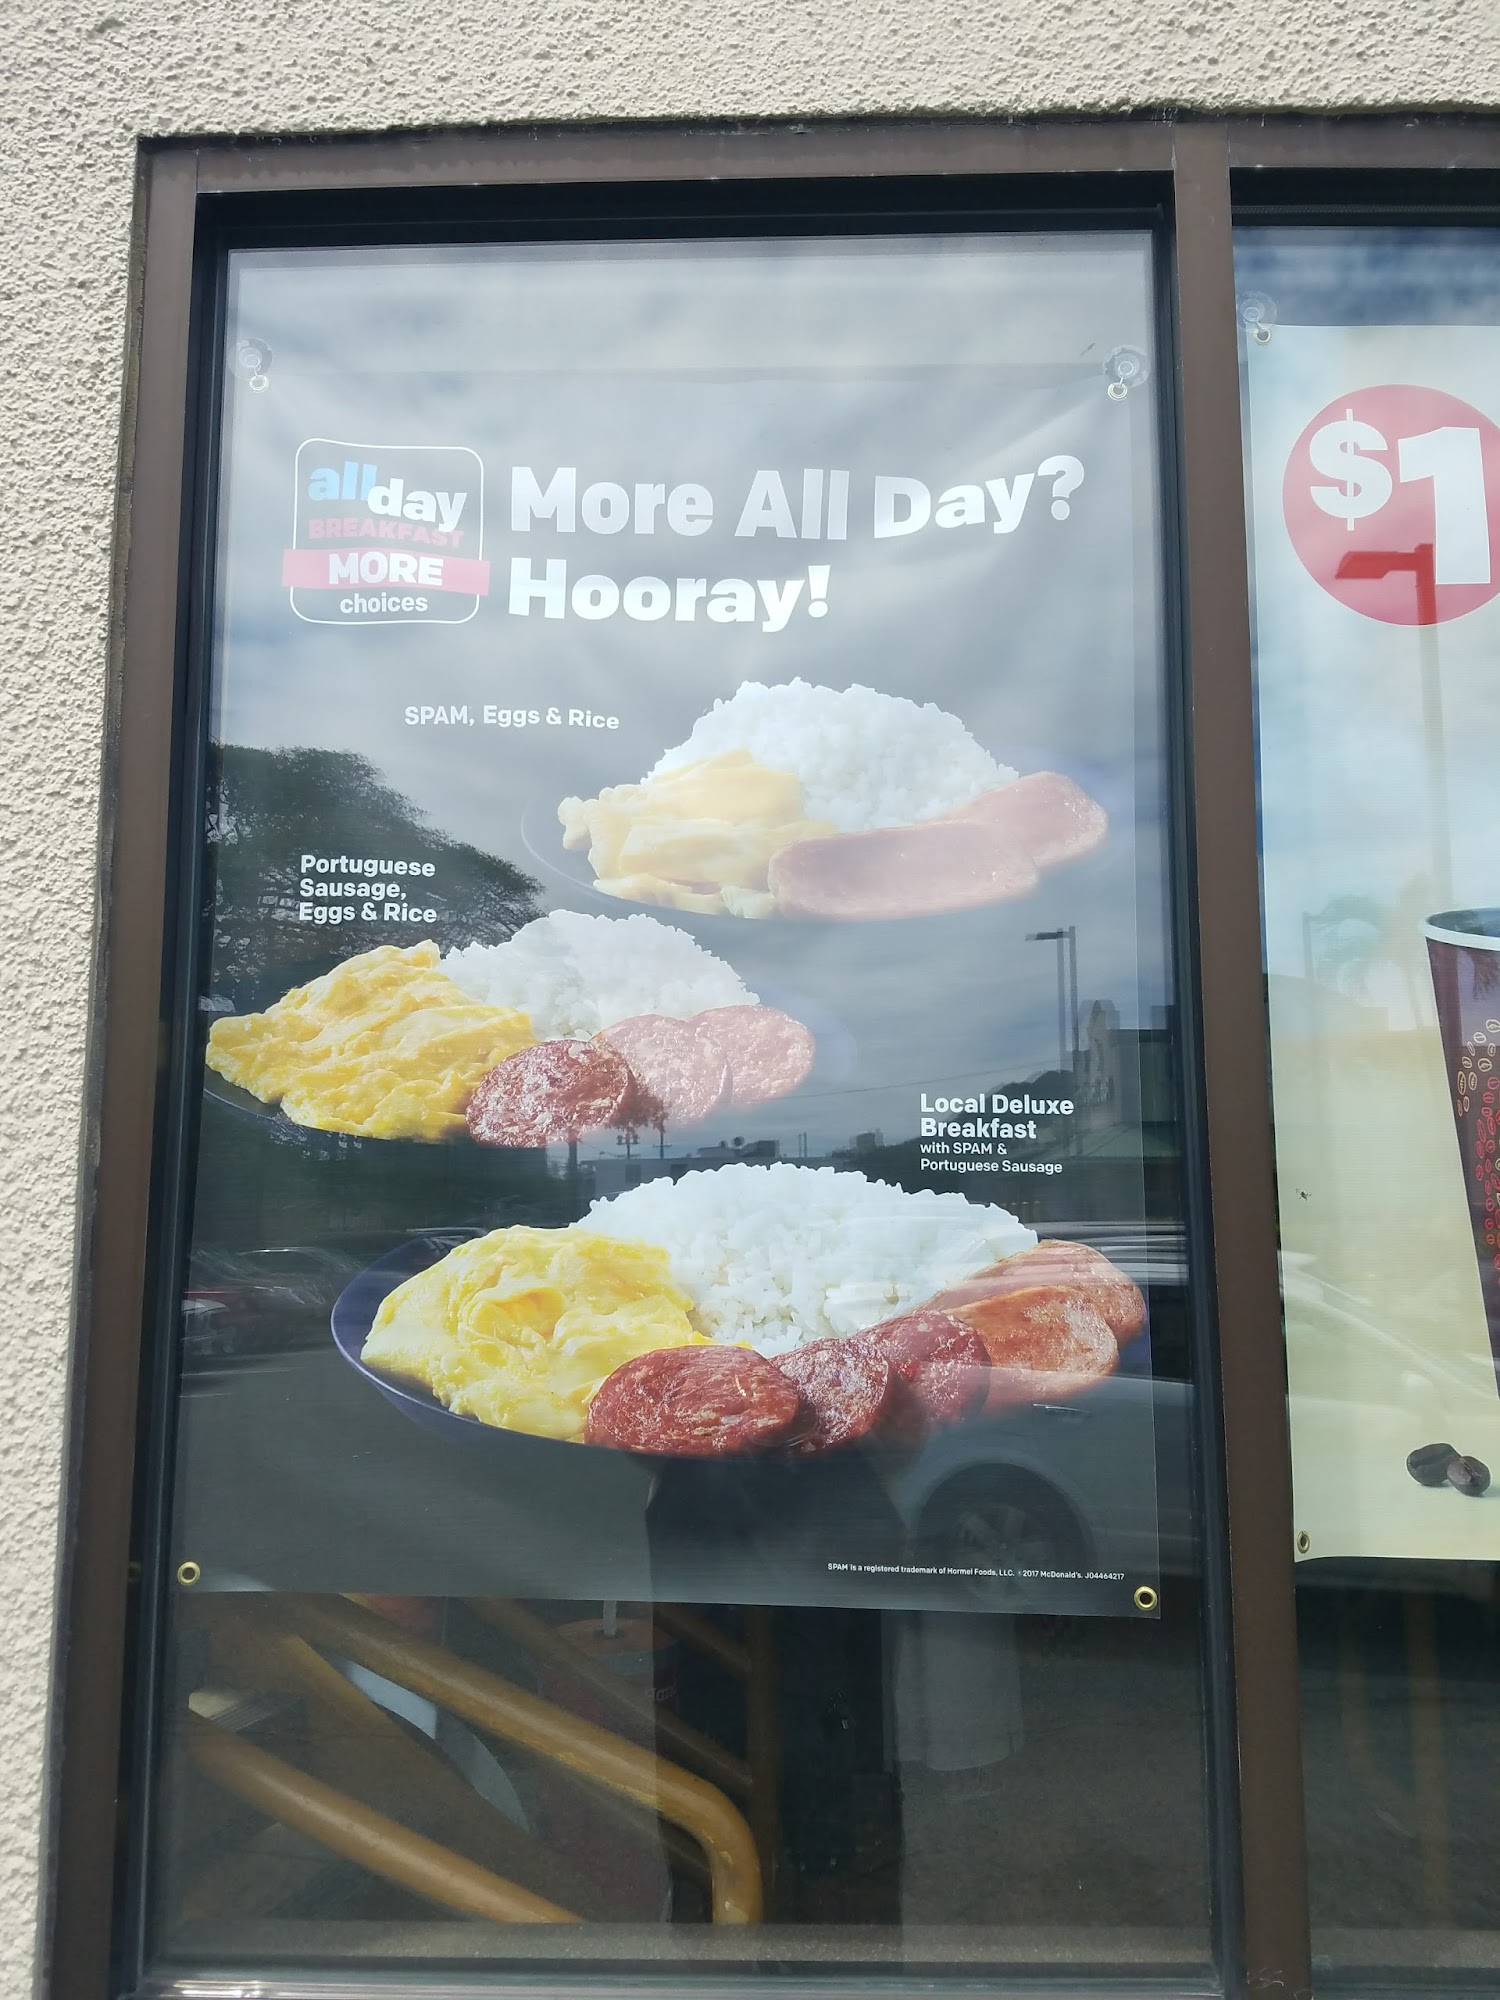 all
day
BREAKFAST
MORE
choices
More All Day?
Hooray!
SPAM, Eggs & Rice
Portuguese
Sausage,
Eggs & Rice
Local Deluxe
Breakfast
with SPAM &
Portuguese Sausage
SPAM is a registered trademark of Hormel Foods, LLC. ©2017 McDonald's. J04464217
$1